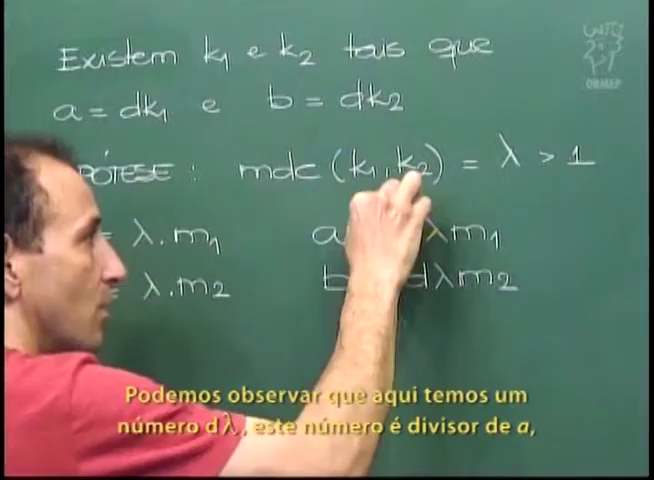 Existem k₁ e k₂ tais que
a = dk₁ e b = dk₂
PÓTESE : mdc (k₁, k₂) = λ > 1
= λ . m₁ a λm₁
λ . m₂ b dλm₂
OBMEP
Podemos observar que aqui temos um
número dλ, este número é divisor de a,